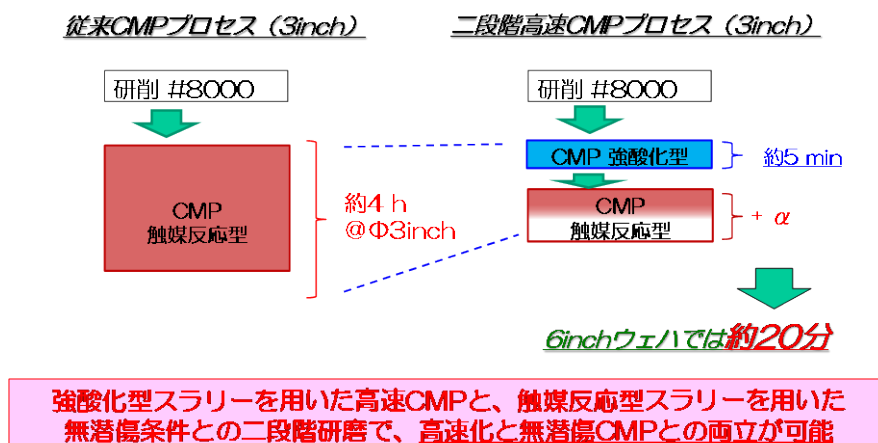 従来CMPプロセス（3inch）
研削 #8000
CMP
触媒反応型
約4 h
@Φ3inch
二段階高速CMPプロセス（3inch）
研削 #8000
CMP 強酸化型
約5 min
CMP
触媒反応型
+ α
6inchウェハでは約20分
強酸化型スラリーを用いた高速CMPと、触媒反応型スラリーを用いた
無潜傷条件との二段階研磨で、高速化と無潜傷CMPとの両立が可能